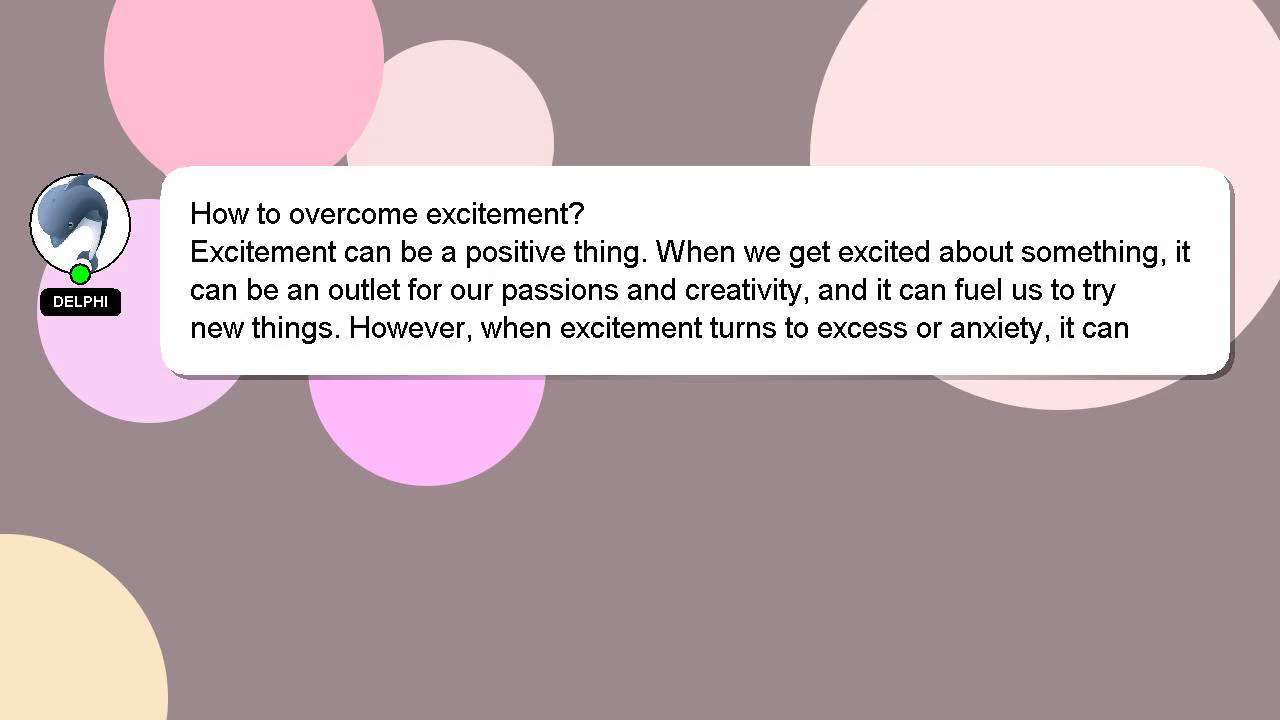 How to overcome excitement?
Excitement can be a positive thing. When we get excited about something, it
can be an outlet for our passions and creativity, and it can fuel us to try
new things. However, when excitement turns to excess or anxiety, it can
DELPHI